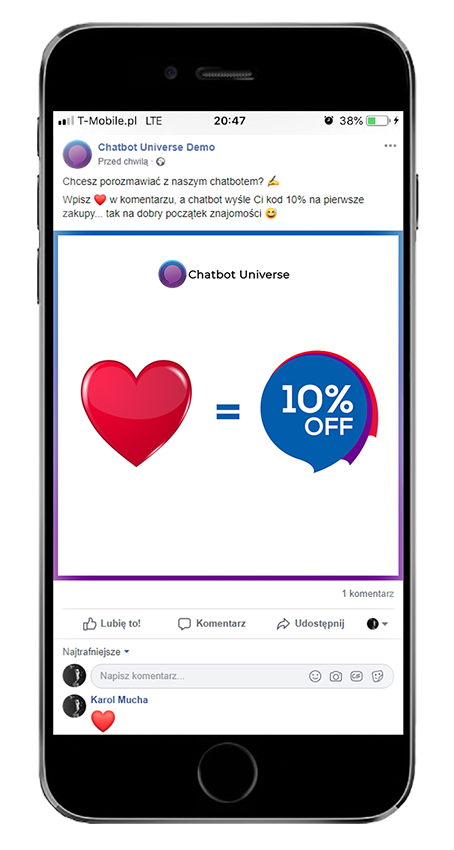 T-Mobile.pl LTE 20:47 38%
Chatbot Universe Demo
Przed chwilą ·
Chcesz porozmawiać z naszym chatbotem? ✍️
Wpisz ❤️ w komentarzu, a chatbot wyśle Ci kod 10% na pierwsze
zakupy... tak na dobry początek znajomości 😅
Chatbot Universe
=
10%
OFF
1 komentarz
Lubię to! Komentarz Udostępnij
Najtrafniejsze
Napisz komentarz... GIF
Karol Mucha
❤️